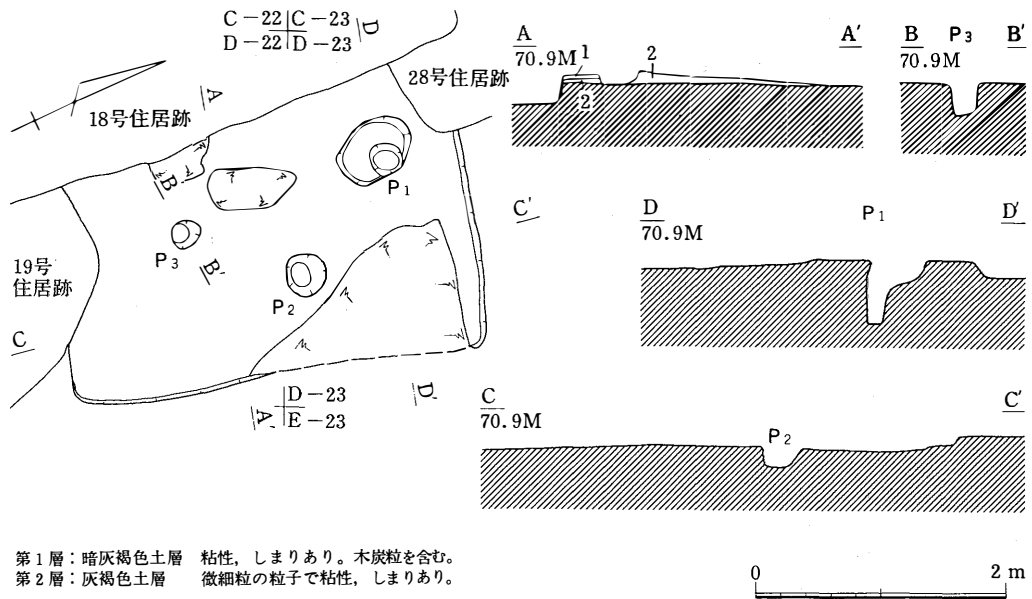 C-22|C-23
D-22|D-23
D
A
18号住居跡
28号住居跡
B'
P1
P3
B'
19号
住居跡
P2
C
C'
D-23
E-23
A'
D'
A
70.9M
1
2
2
A'
B
70.9M
P3
B'
D
70.9M
P1
D'
C
70.9M
P2
C'
第1層：暗灰褐色土層　粘性，しまりあり。木炭粒を含む。
第2層：灰褐色土層　微細粒の粒子で粘性，しまりあり。
0
2m